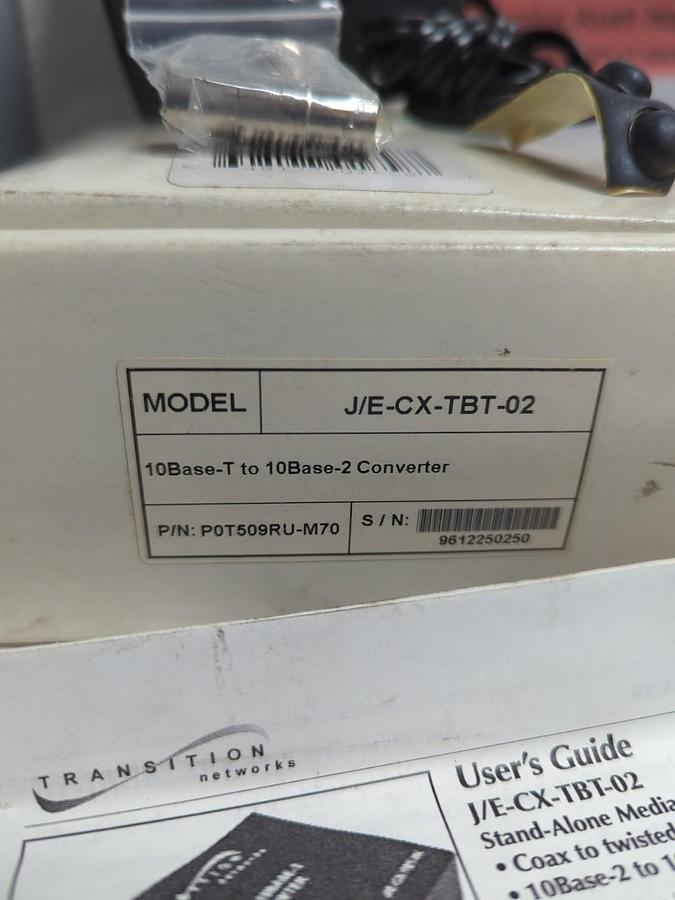 MODEL J/E-CX-TBT-02
10Base-T to 10Base-2 Converter
P/N: P0T509RU-M70 S / N:
9612250250
TRANSITION
networks
User's Guide
J/E-CX-TBT-02
Stand-Alone Media
• Coax to twisted
• 10Base-2 to